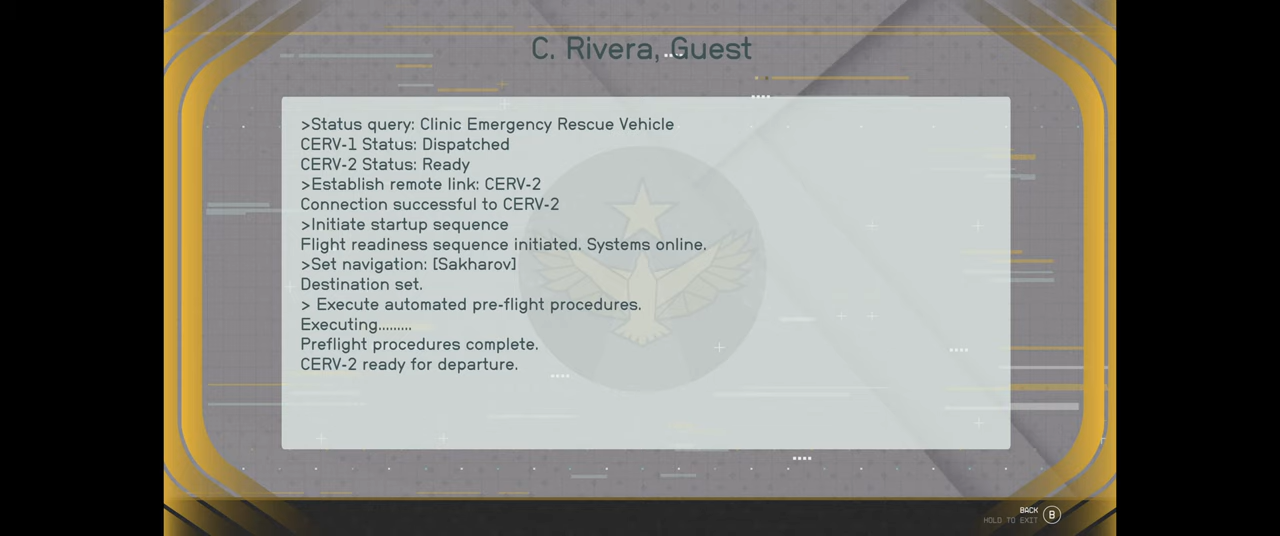 C. Rivera, Guest
>Status query: Clinic Emergency Rescue Vehicle
CERV-1 Status: Dispatched
CERV-2 Status: Ready
>Establish remote link: CERV-2
Connection successful to CERV-2
>Initiate startup sequence
Flight readiness sequence initiated. Systems online.
>Set navigation: [Sakharov]
Destination set.
> Execute automated pre-flight procedures.
Executing.........
Preflight procedures complete.
CERV-2 ready for departure.
BACK
HOLD TO EXIT
B